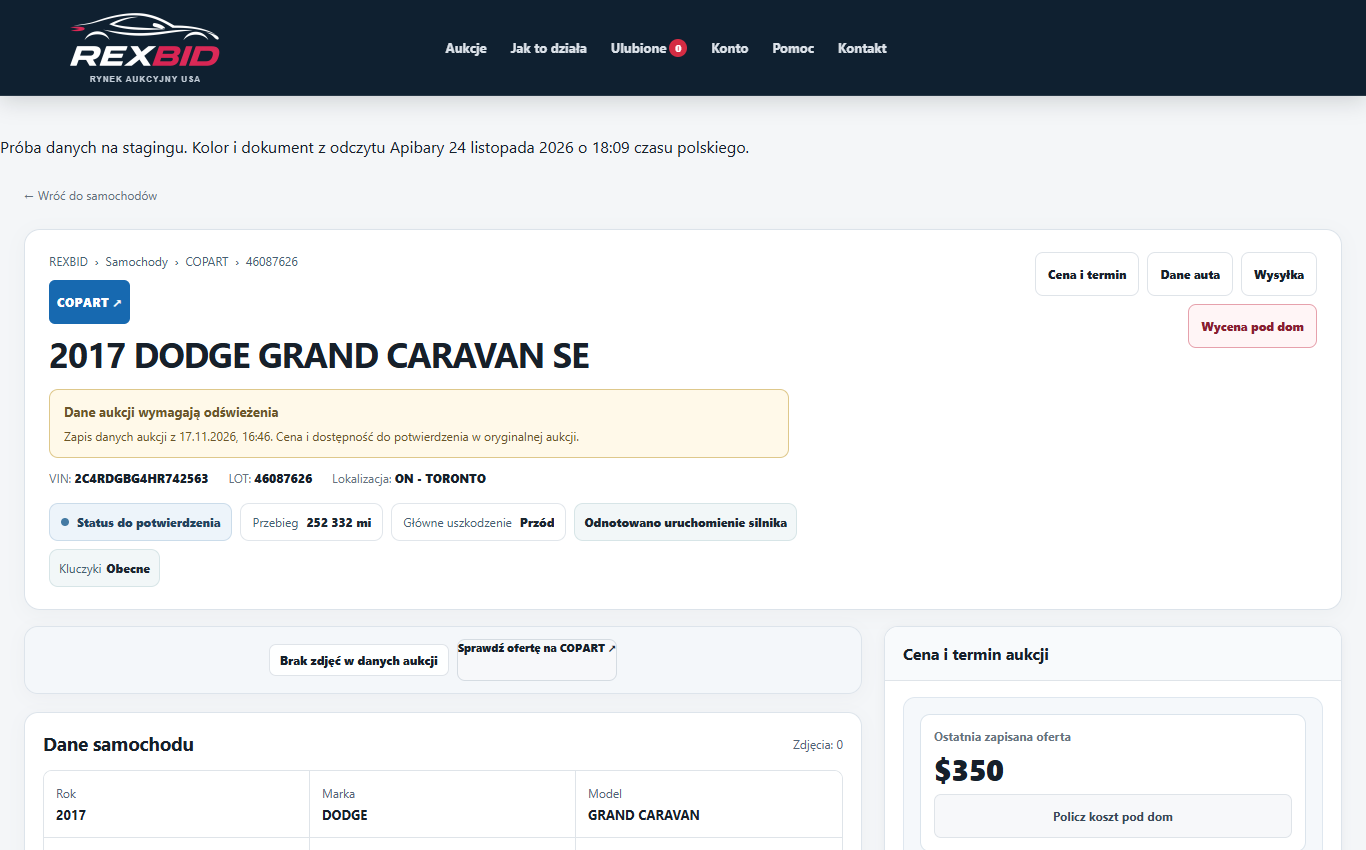 REXBID
RYNEK AUKCYJNY USA
Aukcje
Jak to działa
Ulubione 0
Konto
Pomoc
Kontakt
Próba danych na stagingu. Kolor i dokument z odczytu Apibary 24 listopada 2026 o 18:09 czasu polskiego.
← Wróć do samochodów
REXBID › Samochody › COPART › 46087626
COPART ↗
2017 DODGE GRAND CARAVAN SE
Cena i termin
Dane auta
Wysyłka
Wycena pod dom
Dane aukcji wymagają odświeżenia
Zapis danych aukcji z 17.11.2026, 16:46. Cena i dostępność do potwierdzenia w oryginalnej aukcji.
VIN: 2C4RDGBG4HR742563 LOT: 46087626 Lokalizacja: ON - TORONTO
Status do potwierdzenia
Przebieg 252 332 mi
Główne uszkodzenie Przód
Odnotowano uruchomienie silnika
Kluczyki Obecne
Brak zdjęć w danych aukcji
Sprawdź ofertę na COPART ↗
Dane samochodu
Zdjęcia: 0
Rok
2017
Marka
DODGE
Model
GRAND CARAVAN
Cena i termin aukcji
Ostatnia zapisana oferta
$350
Policz koszt pod dom